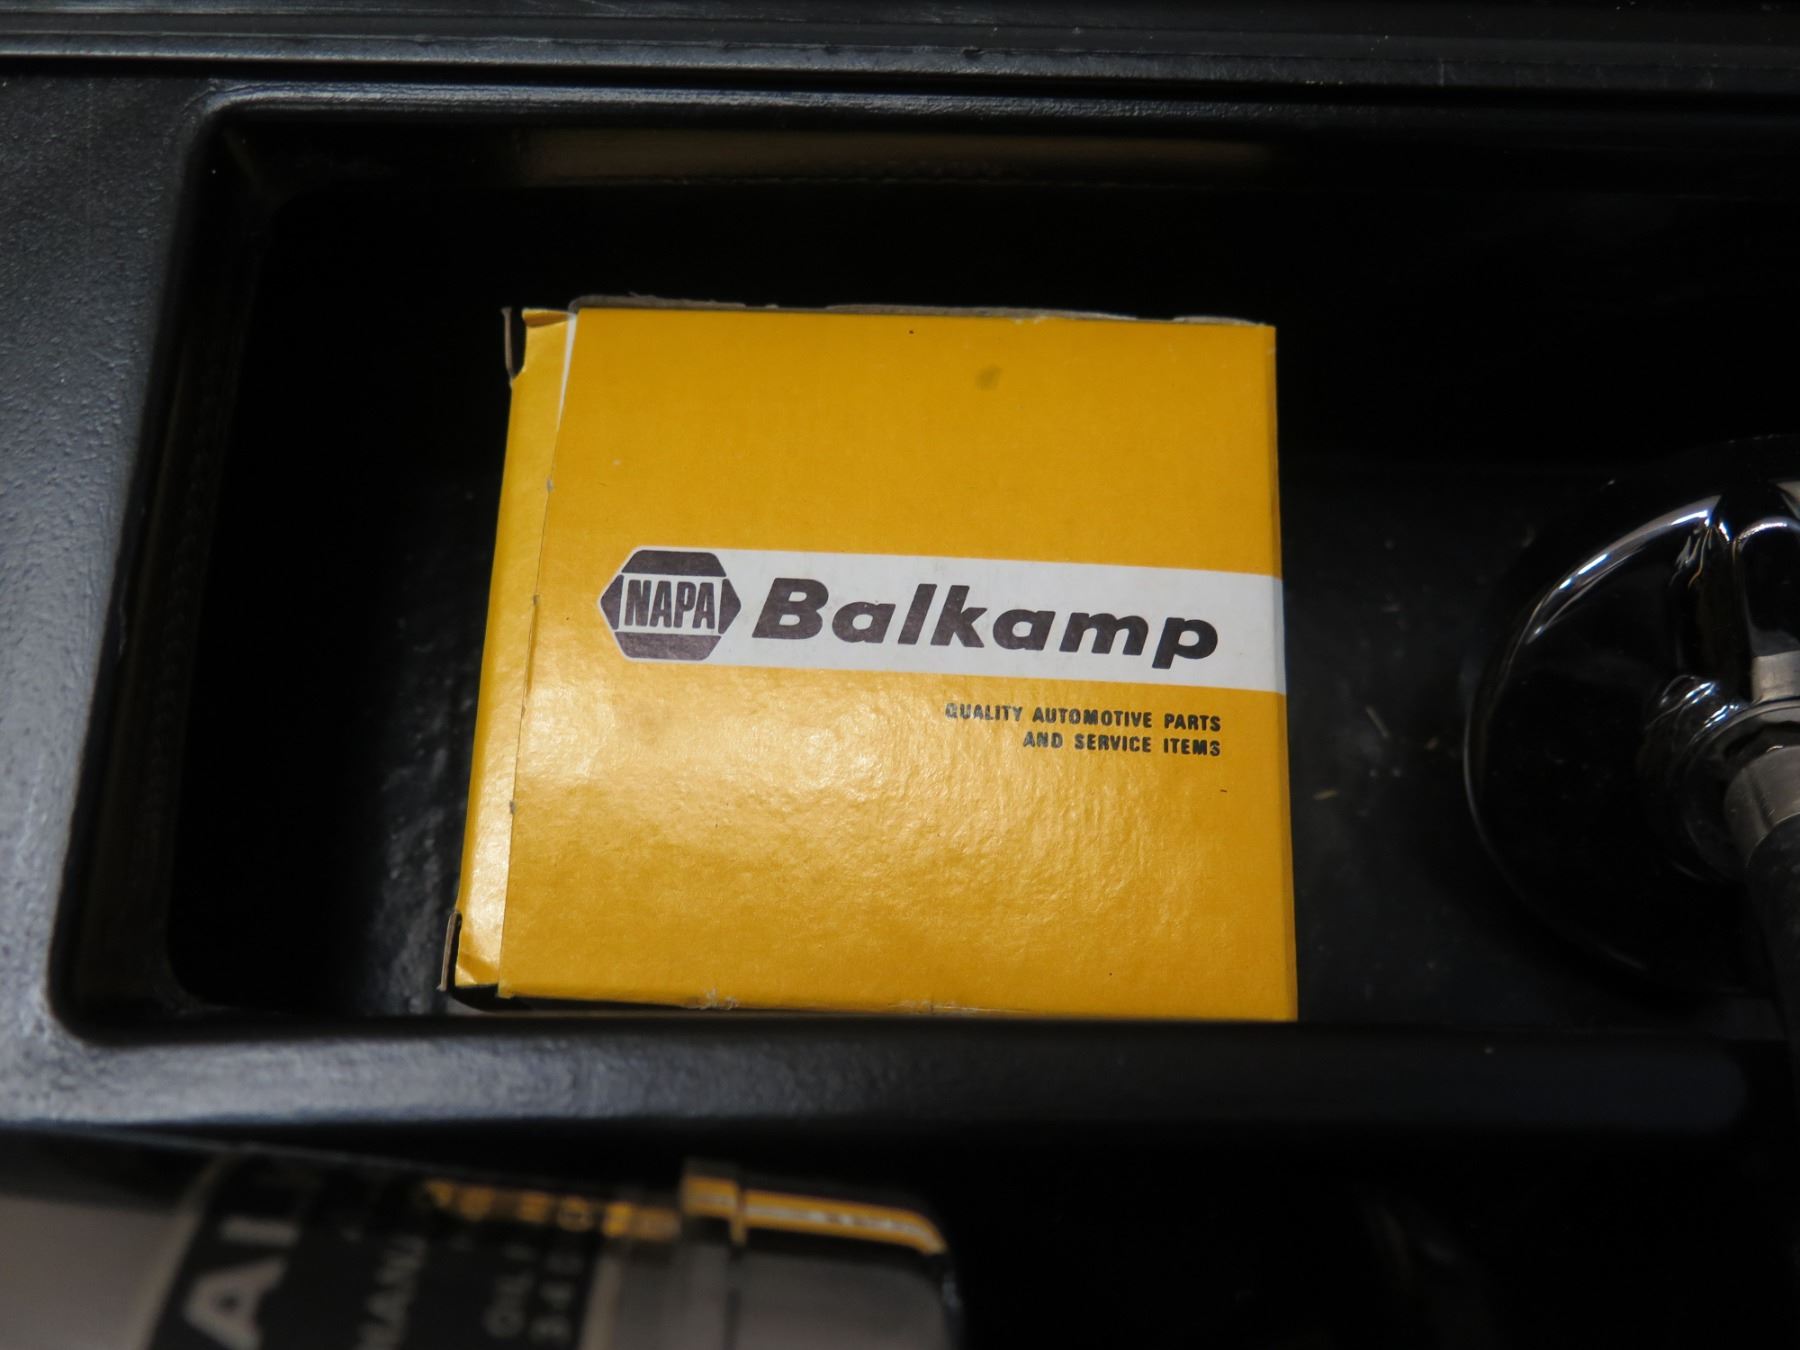 NAPA Balkamp
QUALITY AUTOMOTIVE PARTS
AND SERVICE ITEMS